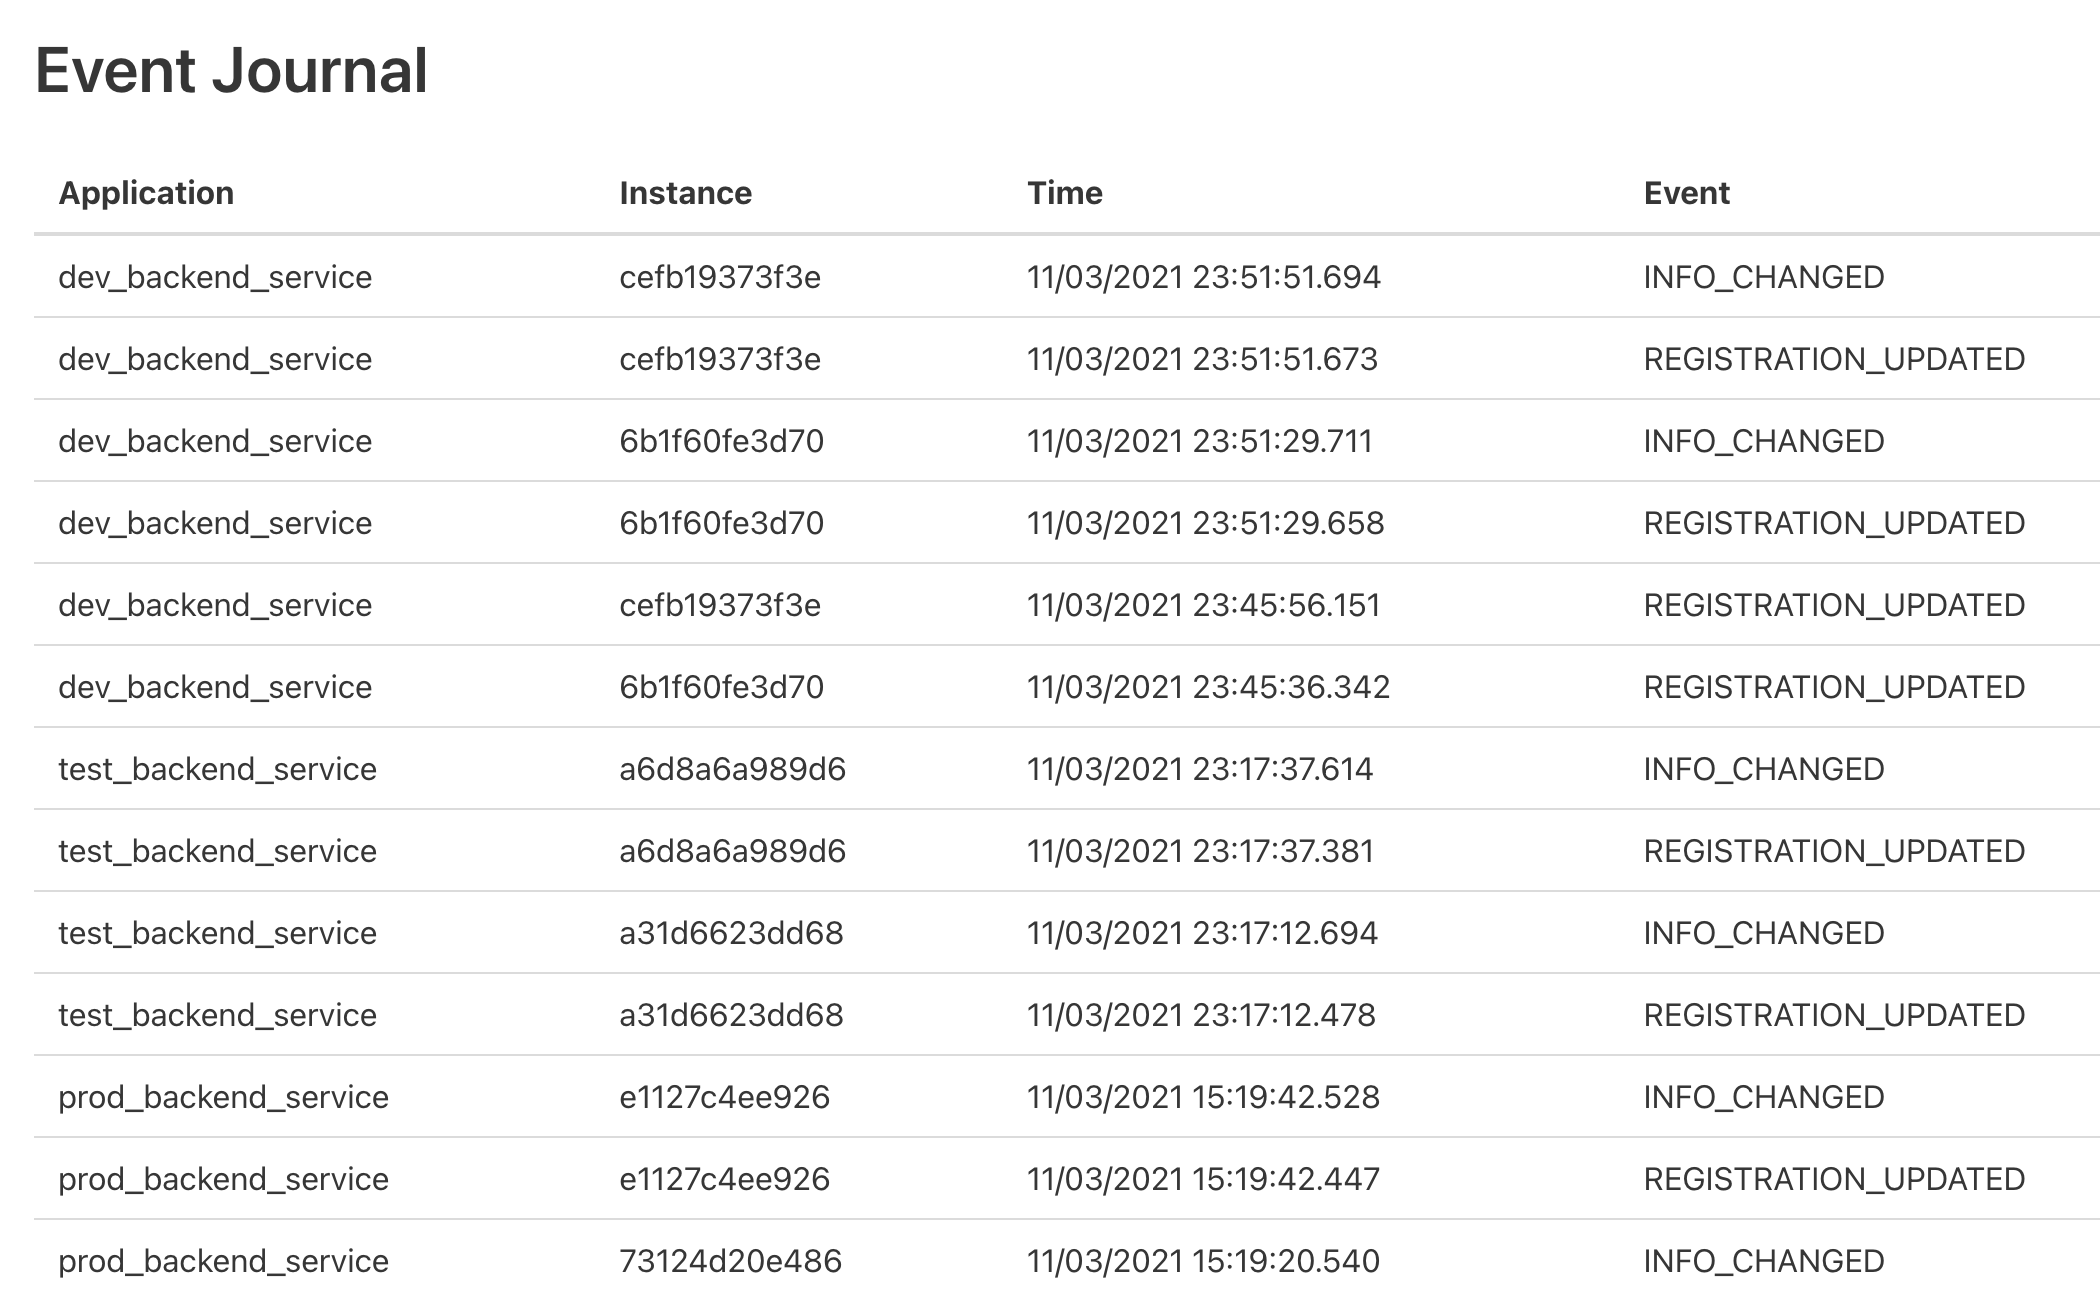 Event Journal
Application Instance Time Event
dev_backend_service cefb19373f3e 11/03/2021 23:51:51.694 INFO_CHANGED
dev_backend_service cefb19373f3e 11/03/2021 23:51:51.673 REGISTRATION_UPDATED
dev_backend_service 6b1f60fe3d70 11/03/2021 23:51:29.711 INFO_CHANGED
dev_backend_service 6b1f60fe3d70 11/03/2021 23:51:29.658 REGISTRATION_UPDATED
dev_backend_service cefb19373f3e 11/03/2021 23:45:56.151 REGISTRATION_UPDATED
dev_backend_service 6b1f60fe3d70 11/03/2021 23:45:36.342 REGISTRATION_UPDATED
test_backend_service a6d8a6a989d6 11/03/2021 23:17:37.614 INFO_CHANGED
test_backend_service a6d8a6a989d6 11/03/2021 23:17:37.381 REGISTRATION_UPDATED
test_backend_service a31d6623dd68 11/03/2021 23:17:12.694 INFO_CHANGED
test_backend_service a31d6623dd68 11/03/2021 23:17:12.478 REGISTRATION_UPDATED
prod_backend_service e1127c4ee926 11/03/2021 15:19:42.528 INFO_CHANGED
prod_backend_service e1127c4ee926 11/03/2021 15:19:42.447 REGISTRATION_UPDATED
prod_backend_service 73124d20e486 11/03/2021 15:19:20.540 INFO_CHANGED